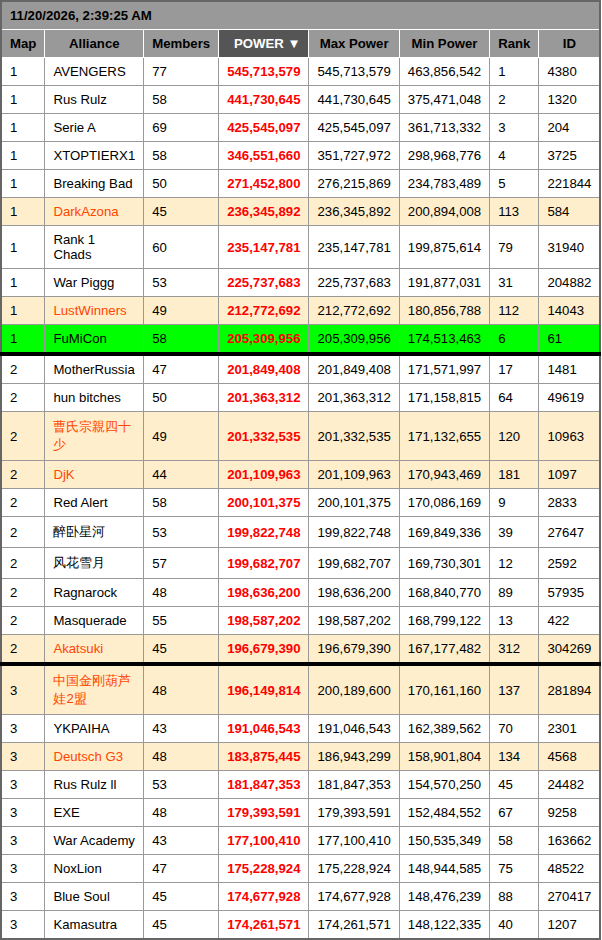 11/20/2026, 2:39:25 AM
Map Alliance Members POWER ▼ Max Power Min Power Rank ID
1 AVENGERS 77 545,713,579 545,713,579 463,856,542 1 4380
1 Rus Rulz 58 441,730,645 441,730,645 375,471,048 2 1320
1 Serie A 69 425,545,097 425,545,097 361,713,332 3 204
1 XTOPTIERX1 58 346,551,660 351,727,972 298,968,776 4 3725
1 Breaking Bad 50 271,452,800 276,215,869 234,783,489 5 221844
1 DarkAzona 45 236,345,892 236,345,892 200,894,008 113 584
1 Rank 1
Chads 60 235,147,781 235,147,781 199,875,614 79 31940
1 War Piggg 53 225,737,683 225,737,683 191,877,031 31 204882
1 LustWinners 49 212,772,692 212,772,692 180,856,788 112 14043
1 FuMiCon 58 205,309,956 205,309,956 174,513,463 6 61
2 MotherRussia 47 201,849,408 201,849,408 171,571,997 17 1481
2 hun bitches 50 201,363,312 201,363,312 171,158,815 64 49619
2 曹氏宗親四十
少 49 201,332,535 201,332,535 171,132,655 120 10963
2 DjK 44 201,109,963 201,109,963 170,943,469 181 1097
2 Red Alert 58 200,101,375 200,101,375 170,086,169 9 2833
2 醉卧星河 53 199,822,748 199,822,748 169,849,336 39 27647
2 风花雪月 57 199,682,707 199,682,707 169,730,301 12 2592
2 Ragnarock 48 198,636,200 198,636,200 168,840,770 89 57935
2 Masquerade 55 198,587,202 198,587,202 168,799,122 13 422
2 Akatsuki 45 196,679,390 196,679,390 167,177,482 312 304269
3 中国金刚葫芦
娃2盟 48 196,149,814 200,189,600 170,161,160 137 281894
3 YKPAIHA 43 191,046,543 191,046,543 162,389,562 70 2301
3 Deutsch G3 48 183,875,445 186,943,299 158,901,804 134 4568
3 Rus Rulz ll 53 181,847,353 181,847,353 154,570,250 45 24482
3 EXE 48 179,393,591 179,393,591 152,484,552 67 9258
3 War Academy 43 177,100,410 177,100,410 150,535,349 58 163662
3 NoxLion 47 175,228,924 175,228,924 148,944,585 75 48522
3 Blue Soul 45 174,677,928 174,677,928 148,476,239 88 270417
3 Kamasutra 45 174,261,571 174,261,571 148,122,335 40 1207